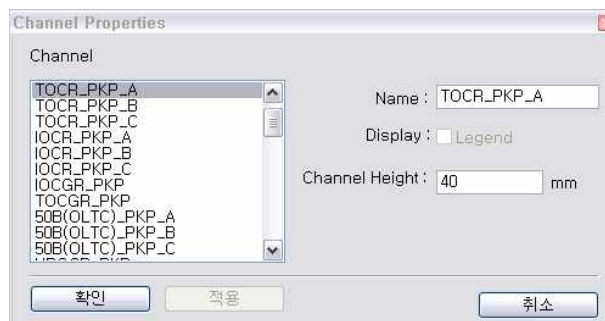 Channel Properties
Channel
TOCR_PKP_A
TOCR_PKP_B
TOCR_PKP_C
IOCR_PKP_A
IOCR_PKP_B
IOCR_PKP_C
IOCGR_PKP
TOCGR_PKP
50B(OLTC)_PKP_A
50B(OLTC)_PKP_B
50B(OLTC)_PKP_C
Name : TOCR_PKP_A
Display : Legend
Channel Height : 40 mm
확인 적용 취소